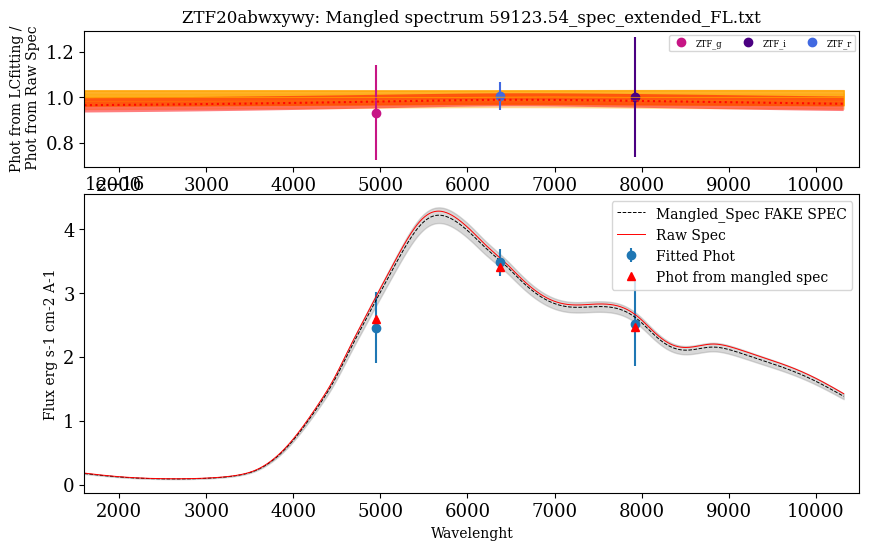 ZTF20abwxywy: Mangled spectrum 59123.54_spec_extended_FL.txt
Phot from LCfitting /
Phot from Raw Spec
1.2
1.0
0.8
ZTF_g ZTF_i ZTF_r
2000 3000 4000 5000 6000 7000 8000 9000 10000
1e−16
Flux erg s-1 cm-2 A-1
4
3
2
1
0
Mangled_Spec FAKE SPEC
Raw Spec
Fitted Phot
Phot from mangled spec
2000 3000 4000 5000 6000 7000 8000 9000 10000
Wavelenght